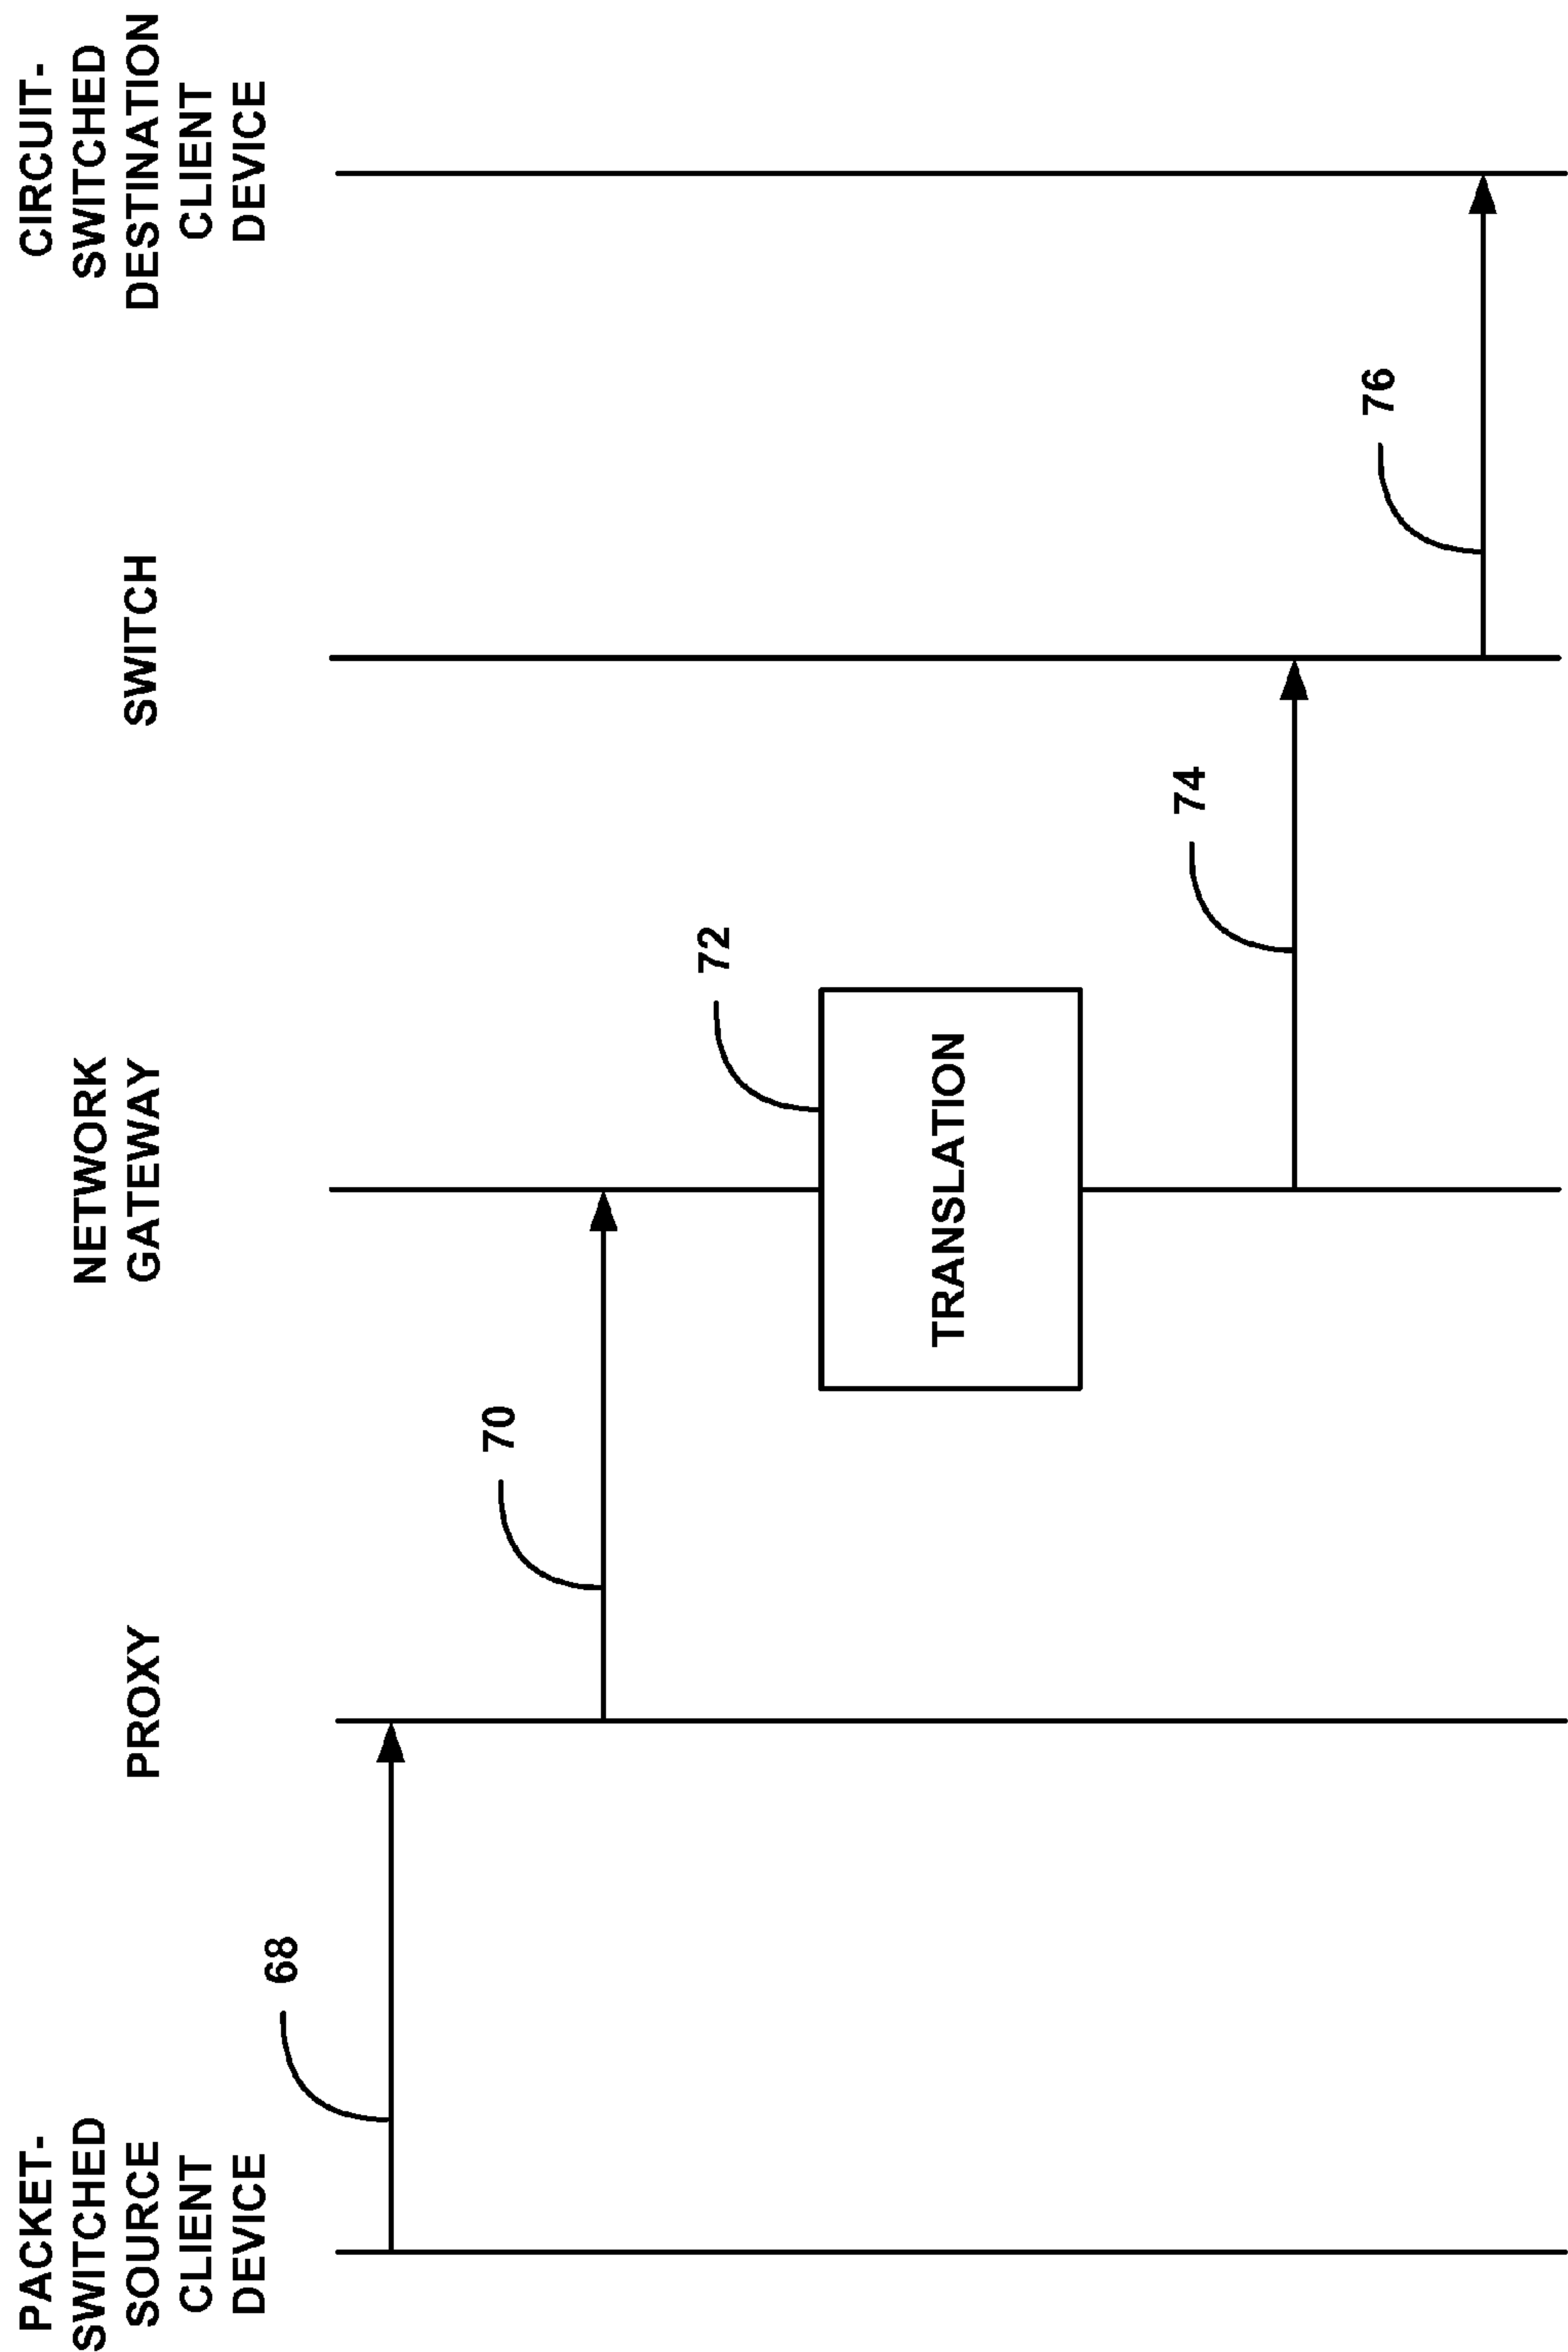 PACKET-
SWITCHED
SOURCE
CLIENT
DEVICE
PROXY
NETWORK
GATEWAY
SWITCH
CIRCUIT-
SWITCHED
DESTINATION
CLIENT
DEVICE
68
70
72
TRANSLATION
74
76